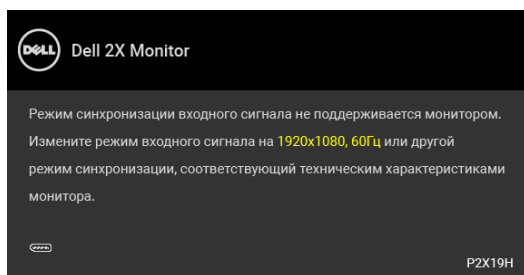 DELL
Dell 2X Monitor
Режим синхронизации входного сигнала не поддерживается монитором.
Измените режим входного сигнала на 1920x1080, 60Гц или другой
режим синхронизации, соответствующий техническим характеристиками
монитора.
P2X19H